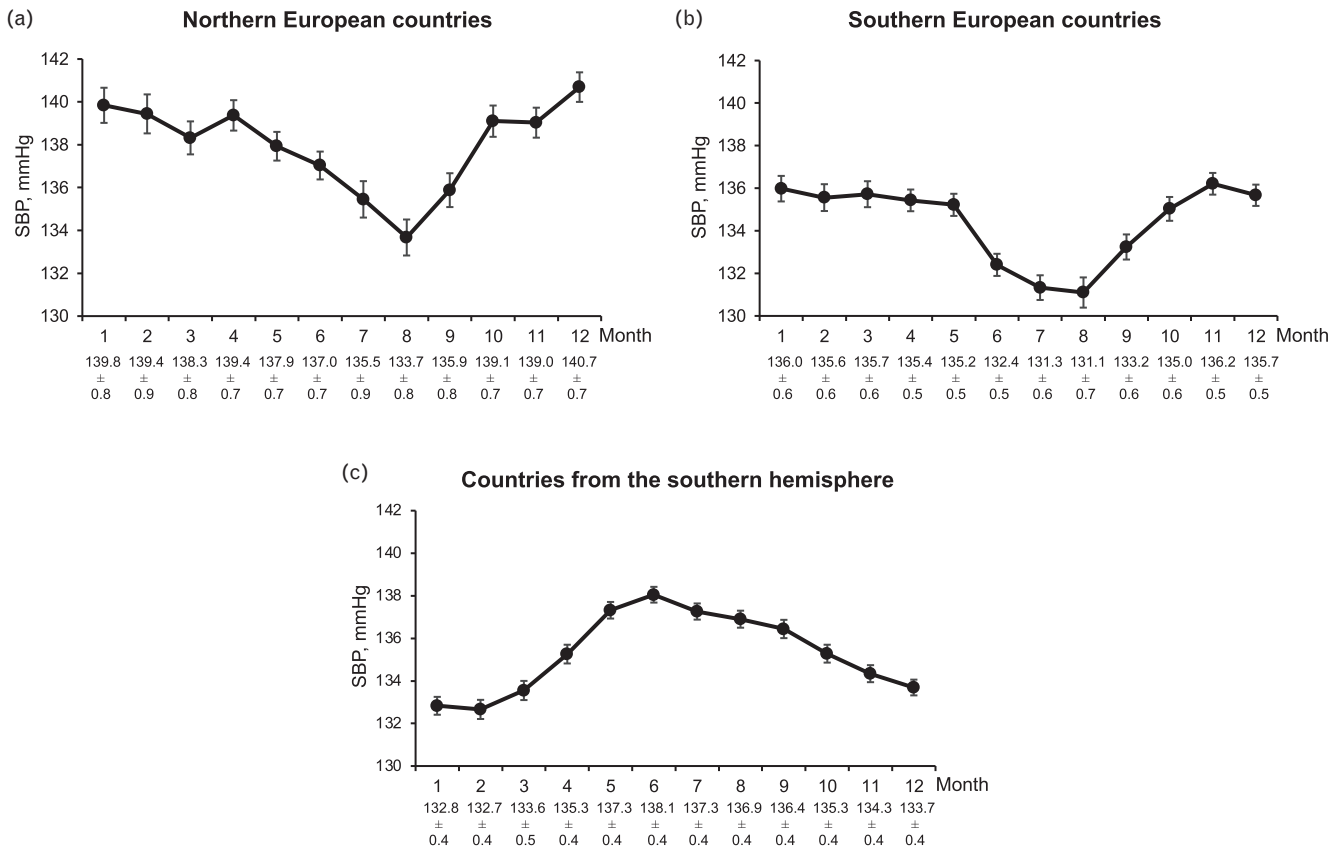 (a)
Northern European countries
142
140
138
136
134
132
130
SBP, mmHg
1 2 3 4 5 6 7 8 9 10 11 12 Month
139.8 139.4 138.3 139.4 137.9 137.0 135.5 133.7 135.9 139.1 139.0 140.7
± ± ± ± ± ± ± ± ± ± ± ±
0.8 0.9 0.8 0.7 0.7 0.7 0.9 0.8 0.8 0.7 0.7 0.7
(b)
Southern European countries
142
140
138
136
134
132
130
SBP, mmHg
1 2 3 4 5 6 7 8 9 10 11 12 Month
136.0 135.6 135.7 135.4 135.2 132.4 131.3 131.1 133.2 135.0 136.2 135.7
± ± ± ± ± ± ± ± ± ± ± ±
0.6 0.6 0.6 0.5 0.5 0.5 0.6 0.7 0.6 0.6 0.5 0.5
(c)
Countries from the southern hemisphere
142
140
138
136
134
132
130
SBP, mmHg
1 2 3 4 5 6 7 8 9 10 11 12 Month
132.8 132.7 133.6 135.3 137.3 138.1 137.3 136.9 136.4 135.3 134.3 133.7
± ± ± ± ± ± ± ± ± ± ± ±
0.4 0.4 0.5 0.4 0.4 0.4 0.4 0.4 0.4 0.4 0.4 0.4